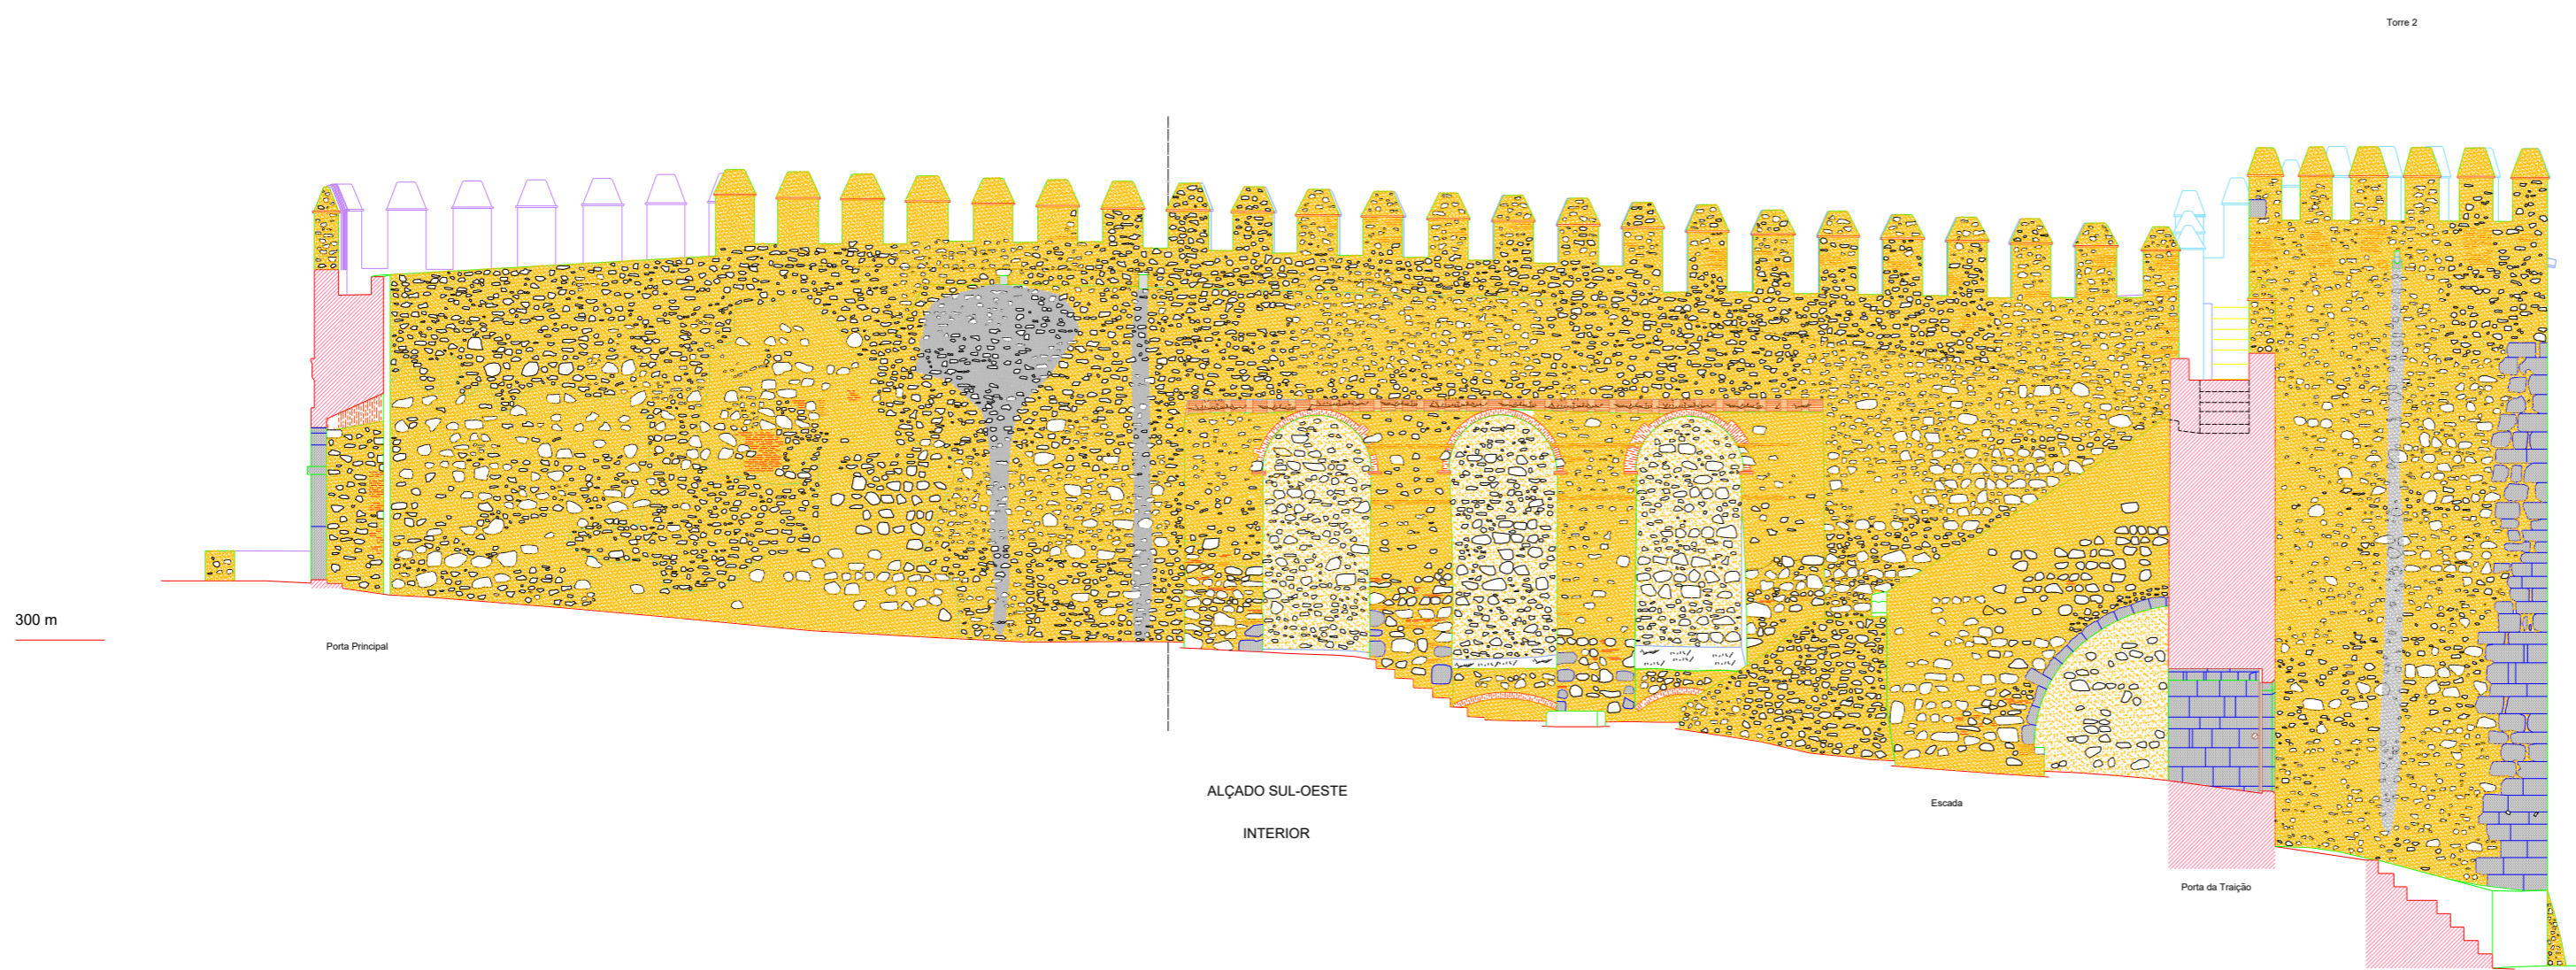 Torre 2
300 m
Porta Principal
ALÇADO SUL-OESTE
INTERIOR
Escada
Porta da Traição